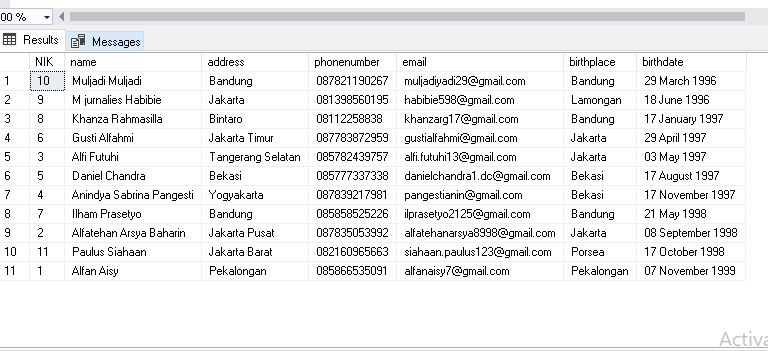 00 %
Results Messages
NIK name address phonenumber email birthplace birthdate
1 10 Muljadi Muljadi Bandung 087821190267 muljadiyadi29@gmail.com Bandung 29 March 1996
2 9 M jurnalies Habibie Jakarta 081398560195 habibie598@gmail.com Lamongan 18 June 1996
3 8 Khanza Rahmasilla Bintaro 08112258838 khanzarg17@gmail.com Bandung 17 January 1997
4 6 Gusti Alfahmi Jakarta Timur 087783872959 gustialfahmi@gmail.com Jakarta 29 April 1997
5 3 Alfi Futuhi Tangerang Selatan 085782439757 alfi.futuhi13@gmail.com Jakarta 03 May 1997
6 5 Daniel Chandra Bekasi 085777337338 danielchandra1.dc@gmail.com Bekasi 17 August 1997
7 4 Anindya Sabrina Pangesti Yogyakarta 087839217981 pangestianin@gmail.com Bekasi 17 November 1997
8 7 Ilham Prasetyo Bandung 085858525226 ilprasetyo2125@gmail.com Bandung 21 May 1998
9 2 Alfatehan Arsya Baharin Jakarta Pusat 087835053992 alfatehanarsya8998@gmail.com Jakarta 08 September 1998
10 11 Paulus Siahaan Jakarta Barat 082160965663 siahaan.paulus123@gmail.com Porsea 17 October 1998
11 1 Alfan Aisy Pekalongan 085866535091 alfanaisy7@gmail.com Pekalongan 07 November 1999
Activa